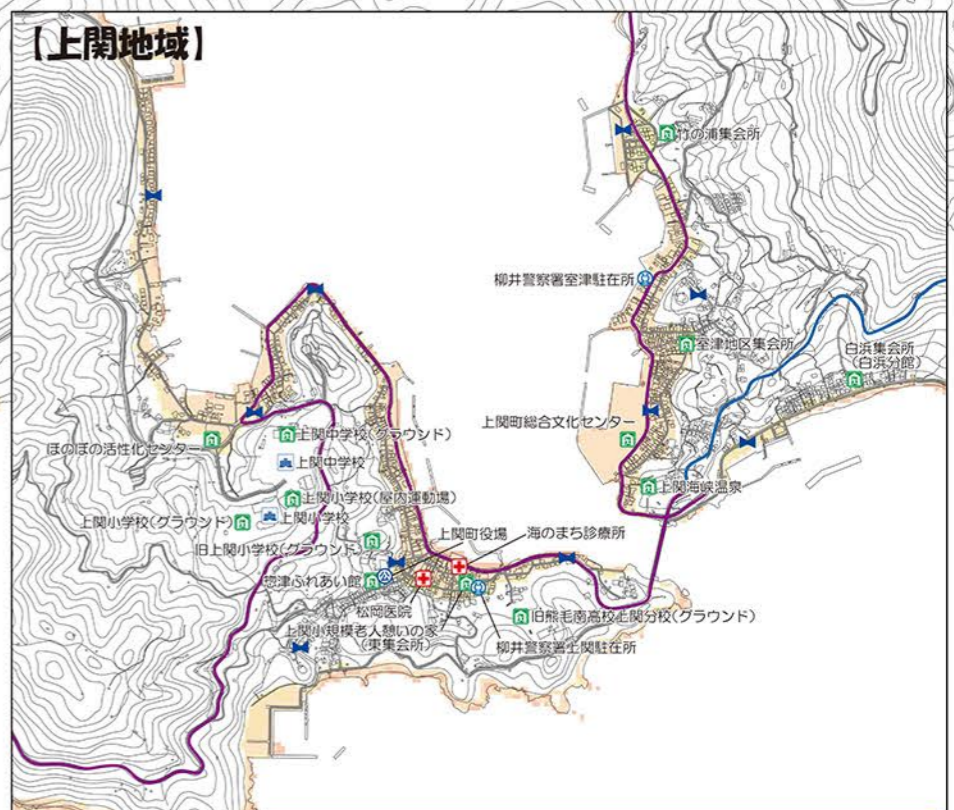 【上関地域】
竹の浦集会所
柳井警察署室津駐在所
室津地区集会所
白浜集会所
(白浜分館)
上関町総合文化センター
上関海峡温泉
ほのぼの活性化センター
上関中学校(グラウンド)
上関中学校
上関小学校(屋内運動場)
上関小学校(グラウンド)
上関小学校
旧上関小学校(グラウンド)
上関町役場
海のまち診療所
惣津ふれあい館
松岡医院
上関小規模老人憩いの家
(東集会所)
旧熊毛南高校上関分校(グラウンド)
柳井警察署上関駐在所